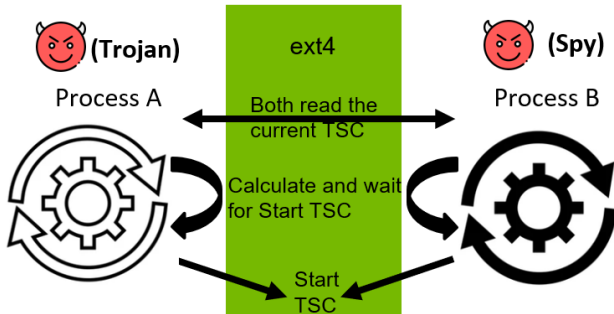 (Trojan)
ext4
(Spy)
Process A
Process B
Both read the
current TSC
Calculate and wait
for Start TSC
Start
TSC